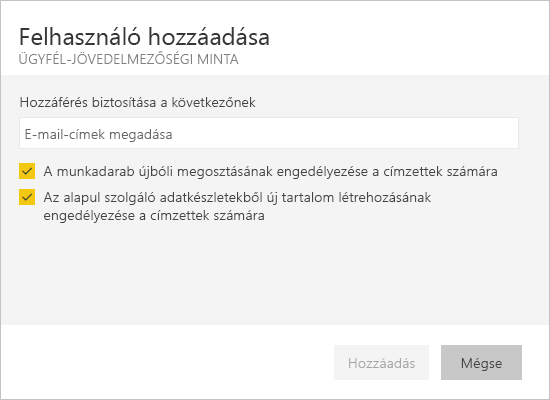 Felhasználó hozzáadása
ÜGYFÉL-JÖVEDELMEZŐSÉGI MINTA
Hozzáférés biztosítása a következőnek
E-mail-címek megadása
A munkadarab újbóli megosztásának engedélyezése a címzettek számára
Az alapul szolgáló adatkészletekből új tartalom létrehozásának
engedélyezése a címzettek számára
Hozzáadás
Mégse